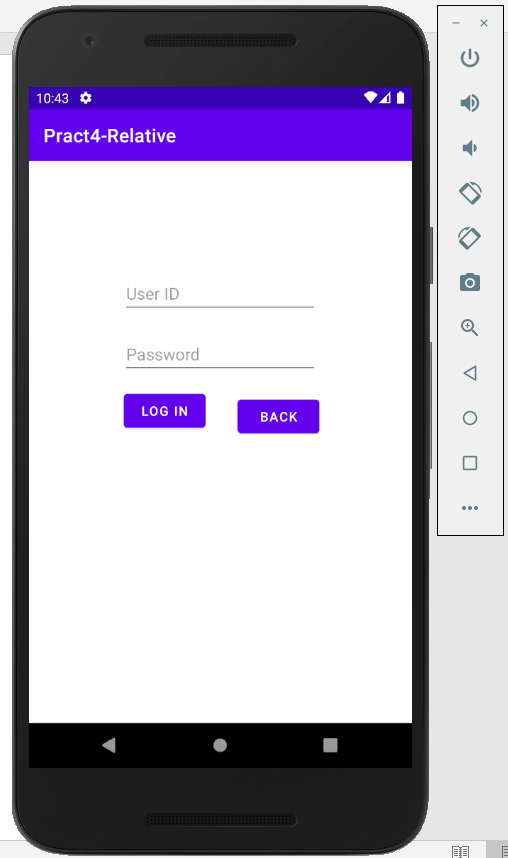 10:43
Pract4-Relative
User ID
Password
LOG IN
BACK